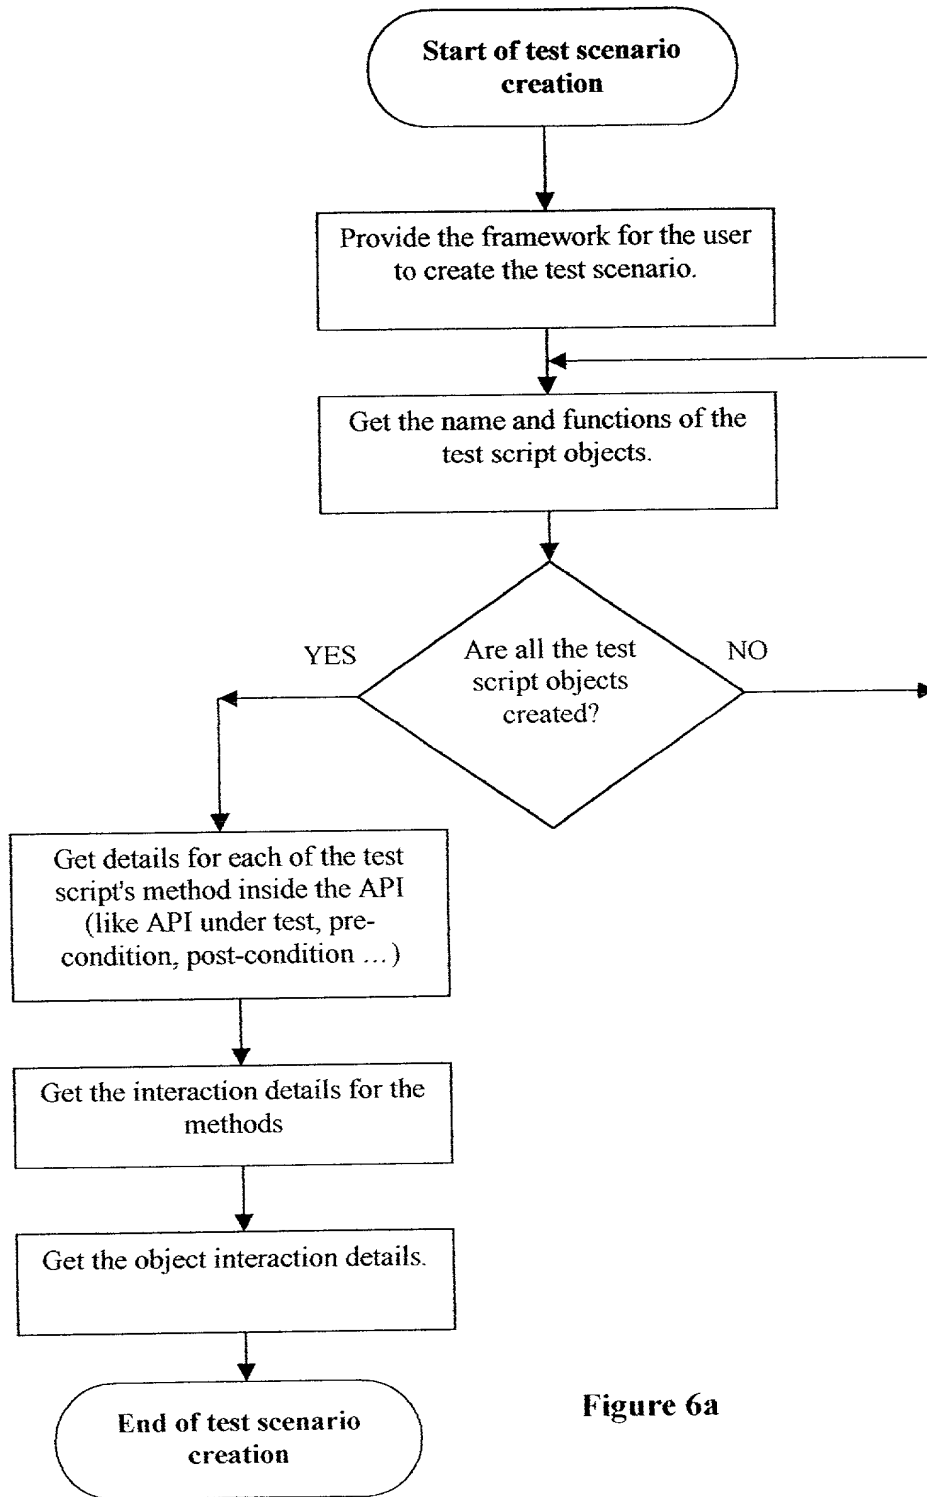 Start of test scenario
creation
Provide the framework for the user
to create the test scenario.
Get the name and functions of the
test script objects.
Are all the test
script objects
created?
YES
NO
Get details for each of the test
script's method inside the API
(like API under test, pre-
condition, post-condition ...)
Get the interaction details for the
methods
Get the object interaction details.
End of test scenario
creation
Figure 6a